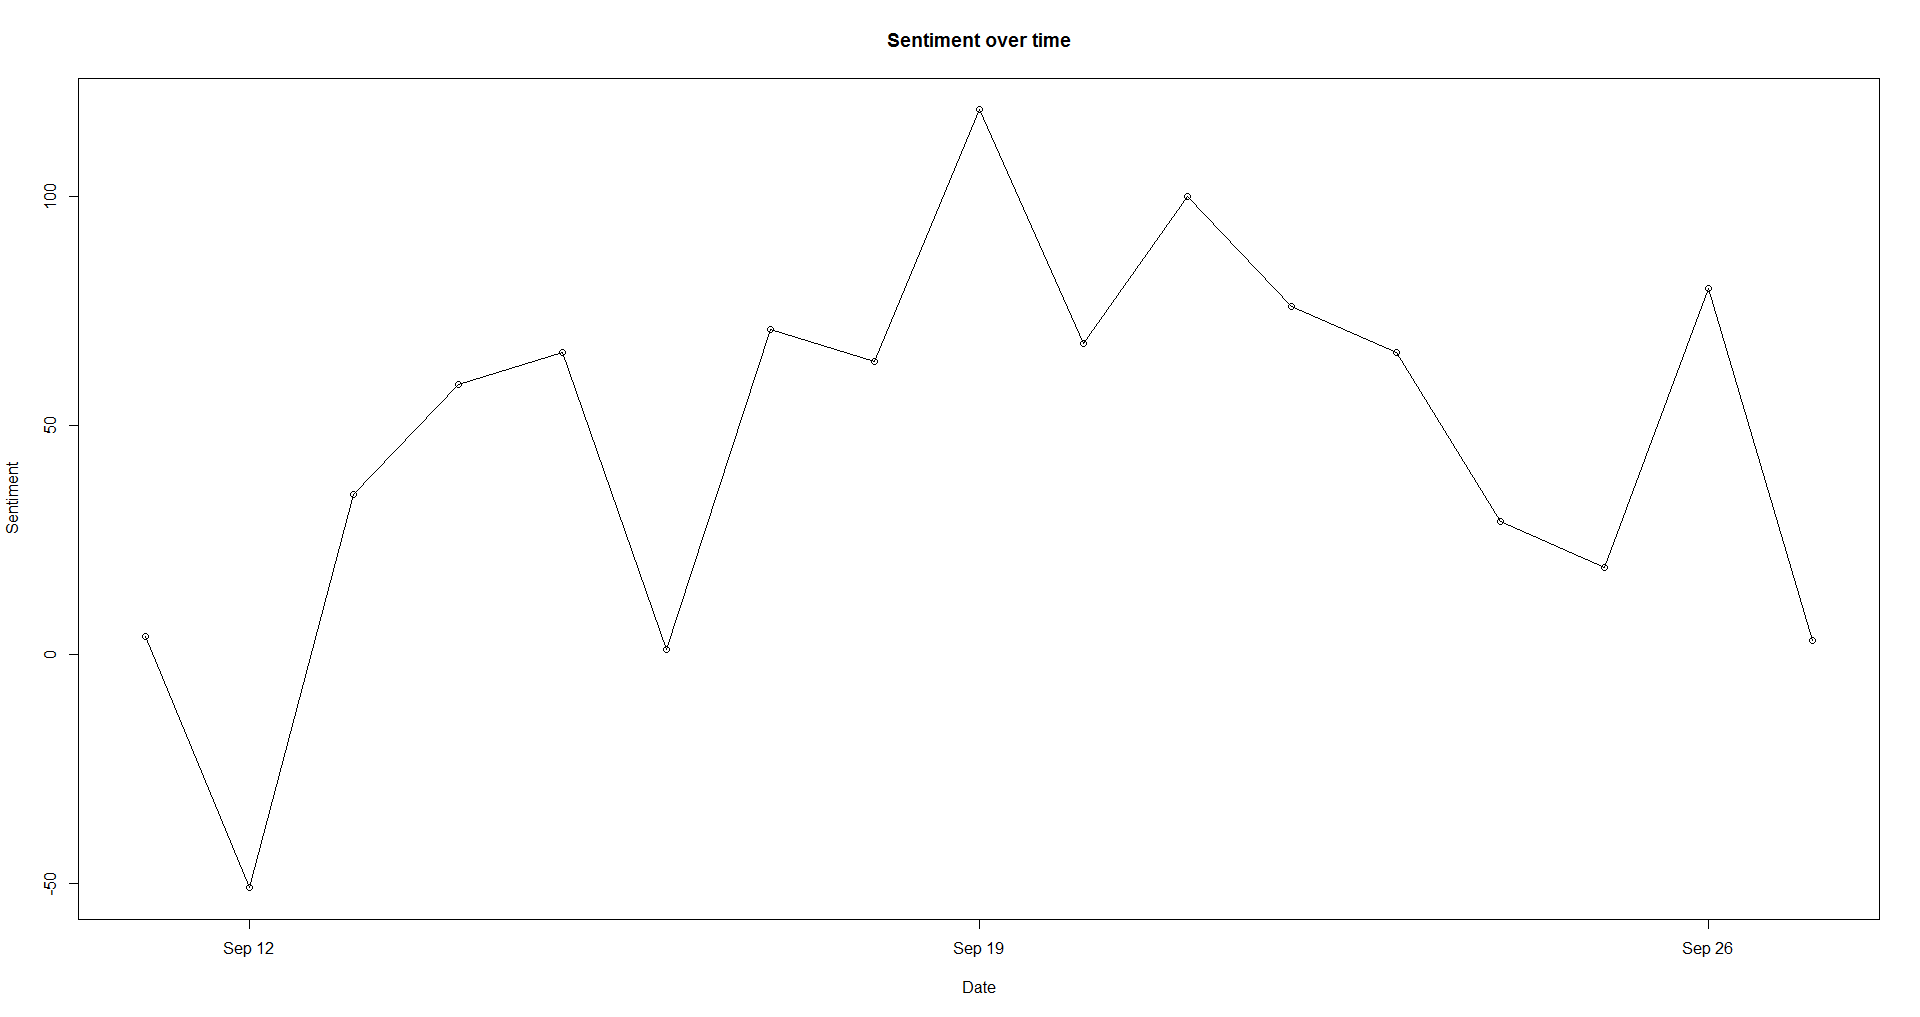 Sentiment over time
100
50
0
-50
Sentiment
Sep 12
Sep 19
Sep 26
Date